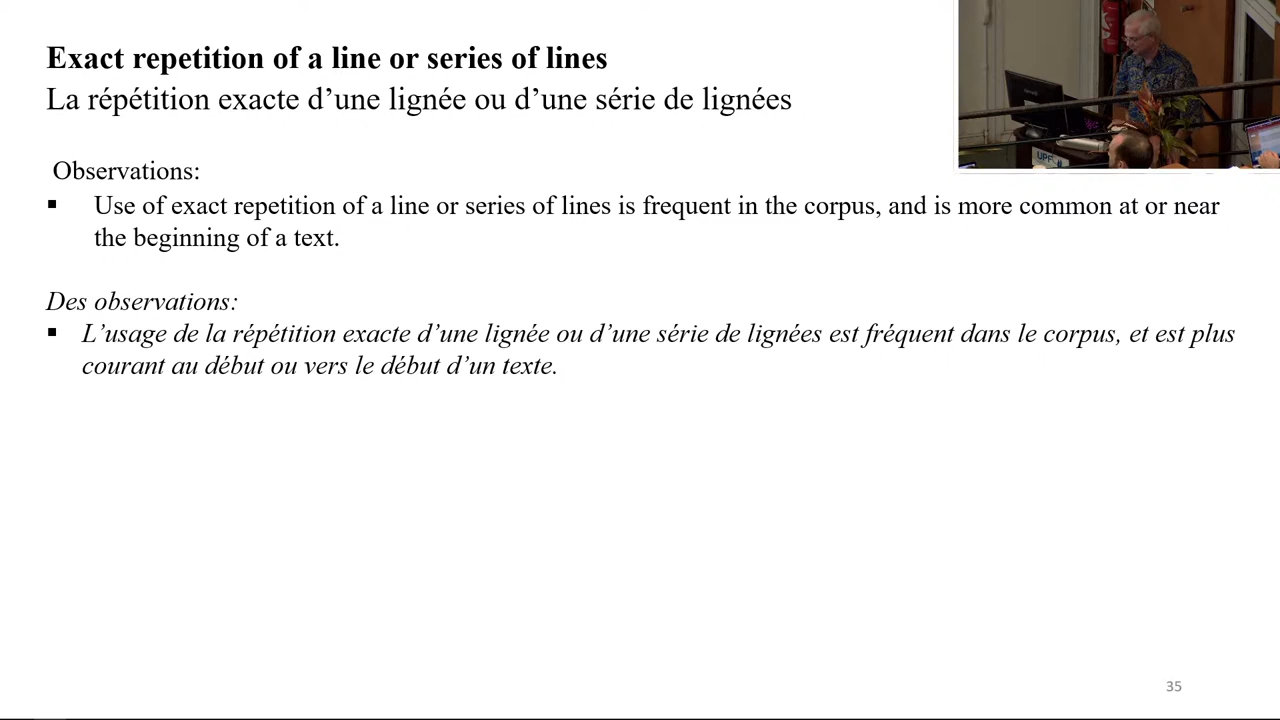 Exact repetition of a line or series of lines
La répétition exacte d’une lignée ou d’une série de lignées
Observations:
▪ Use of exact repetition of a line or series of lines is frequent in the corpus, and is more common at or near
the beginning of a text.
Des observations:
▪ L’usage de la répétition exacte d’une lignée ou d’une série de lignées est fréquent dans le corpus, et est plus
courant au début ou vers le début d’un texte.
35